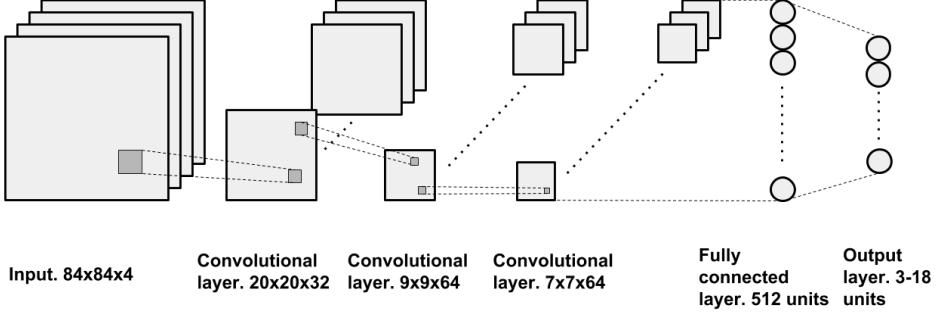 Input. 84x84x4
Convolutional
layer. 20x20x32
Convolutional
layer. 9x9x64
Convolutional
layer. 7x7x64
Fully
connected
layer. 512 units
Output
layer. 3-18
units